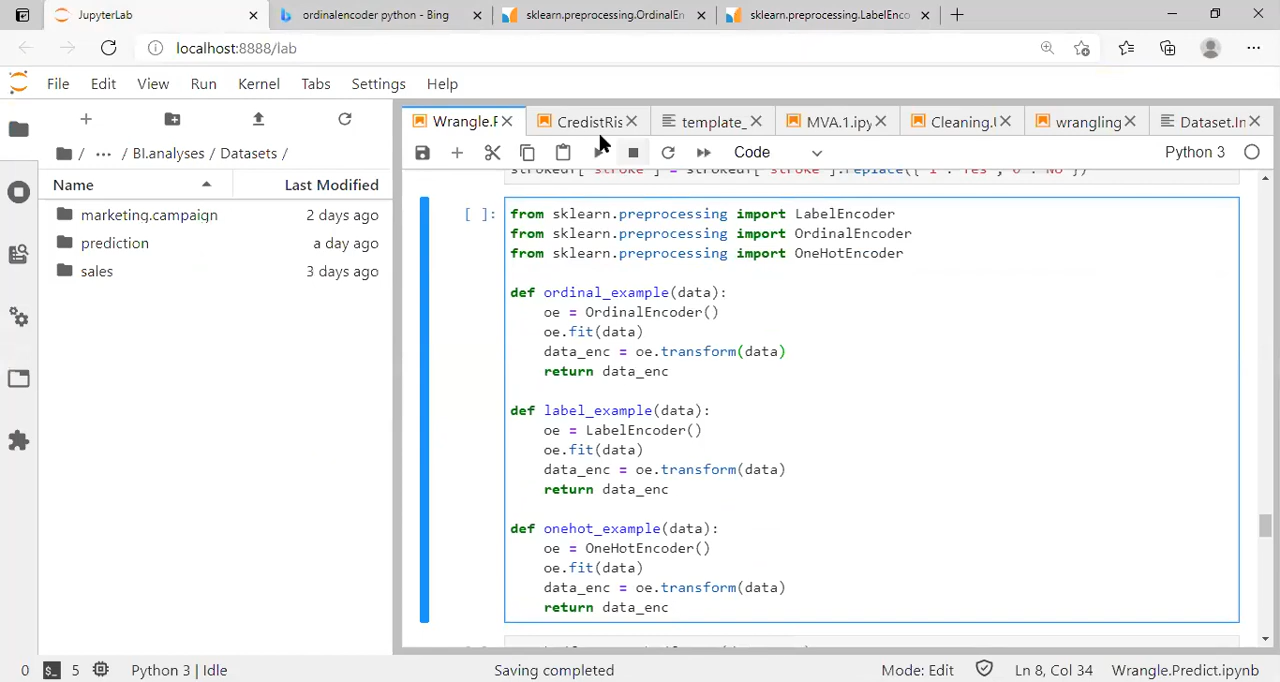 JupyterLab
ordinalencoder python - Bing
sklearn.preprocessing.OrdinalEn
sklearn.preprocessing.LabelEnco
localhost:8888/lab
File Edit View Run Kernel Tabs Settings Help
Wrangle.P
CredistRis
template_
MVA.1.ipy
Cleaning.U
wrangling
Dataset.In
Code
Python 3
/ ··· / BI.analyses / Datasets /
Name Last Modified
marketing.campaign 2 days ago
prediction a day ago
sales 3 days ago
strokedf["stroke"] = strokedf["stroke"].replace({
[ ]:
from sklearn.preprocessing import LabelEncoder
from sklearn.preprocessing import OrdinalEncoder
from sklearn.preprocessing import OneHotEncoder
def ordinal_example(data):
    oe = OrdinalEncoder()
    oe.fit(data)
    data_enc = oe.transform(data)
    return data_enc
def label_example(data):
    oe = LabelEncoder()
    oe.fit(data)
    data_enc = oe.transform(data)
    return data_enc
def onehot_example(data):
    oe = OneHotEncoder()
    oe.fit(data)
    data_enc = oe.transform(data)
    return data_enc
0 $_ 5 Python 3 | Idle Saving completed Mode: Edit Ln 8, Col 34 Wrangle.Predict.ipynb